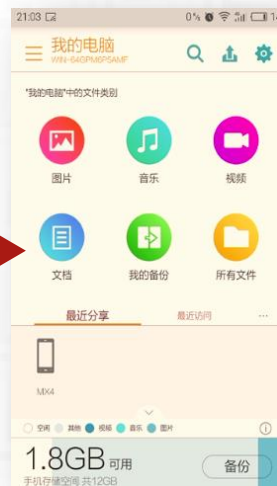 21:03 0% 14
我的电脑
WIN-64GPM6P5AMF
"我的电脑"中的文件类别
图片 音乐 视频
文档 我的备份 所有文件
最近分享 最近访问 ...
MX4
空闲 其他 视频 音乐 图片
1.8GB 可用
备份
手机存储空间 共12GB